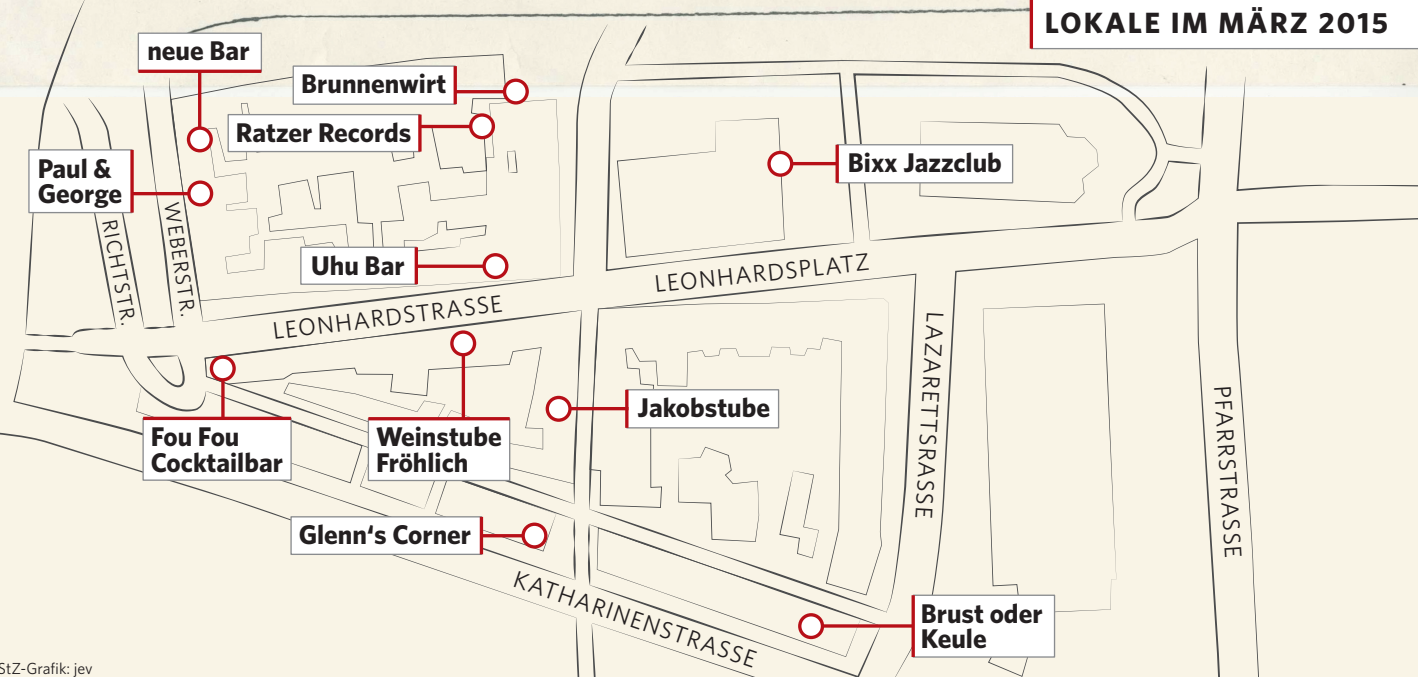 LOKALE IM MÄRZ 2015
neue Bar
Brunnenwirt
Ratzer Records
Paul &
George
Bixx Jazzclub
RICHTSTR.
WEBERSTR.
Uhu Bar
LEONHARDSPLATZ
LEONHARDSTRASSE
LAZARETTSRASSE
PFARRSTRASSE
Jakobstube
Fou Fou
Cocktailbar
Weinstube
Fröhlich
Glenn‘s Corner
KATHARINENSTRASSE
Brust oder
Keule
StZ-Grafik: jev